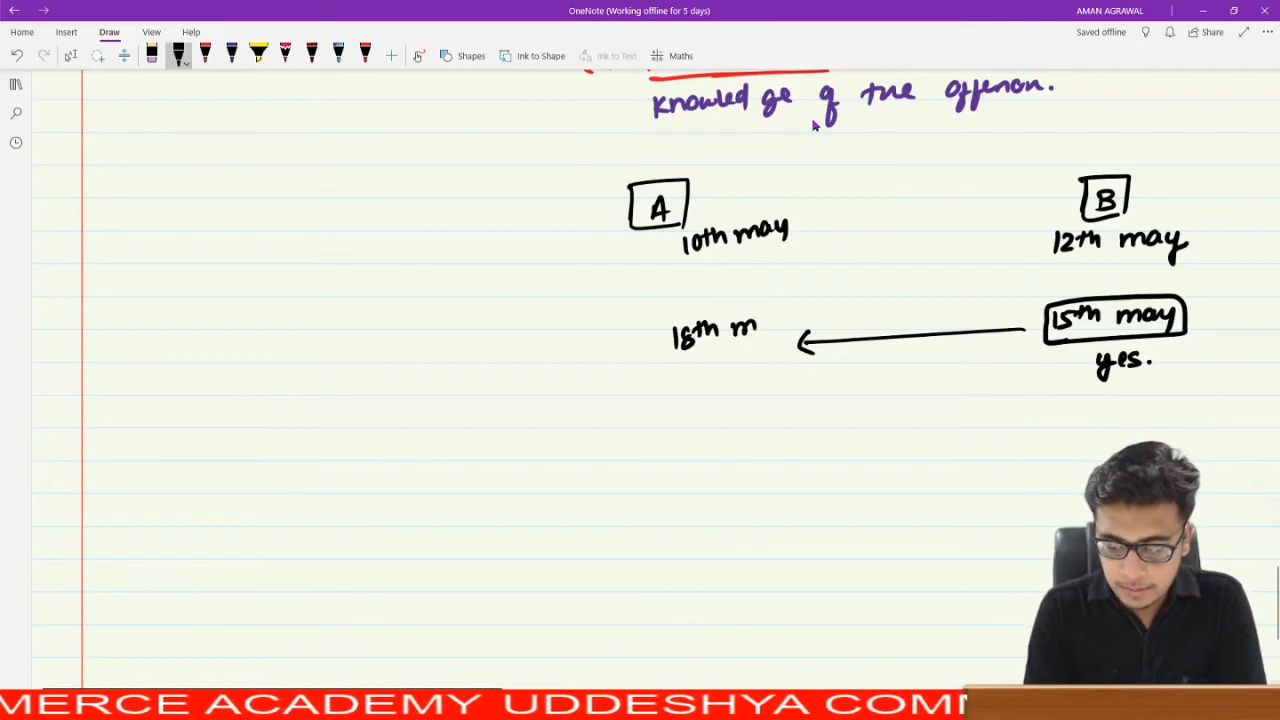 OneNote (Working offline for 5 days)
AMAN AGRAWAL
Home Insert Draw View Help
Saved offline
Share
Shapes Ink to Shape Ink to Text Maths
knowledge of the offeror.
A
B
10th may
12th may
18th m
15th may
yes.
MERCE ACADEMY UDDESHYA COM